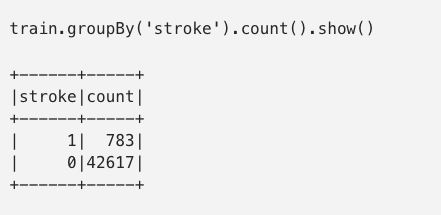 train.groupBy('stroke').count().show()
+------+-----+
|stroke|count|
+------+-----+
|     1|  783|
|     0|42617|
+------+-----+